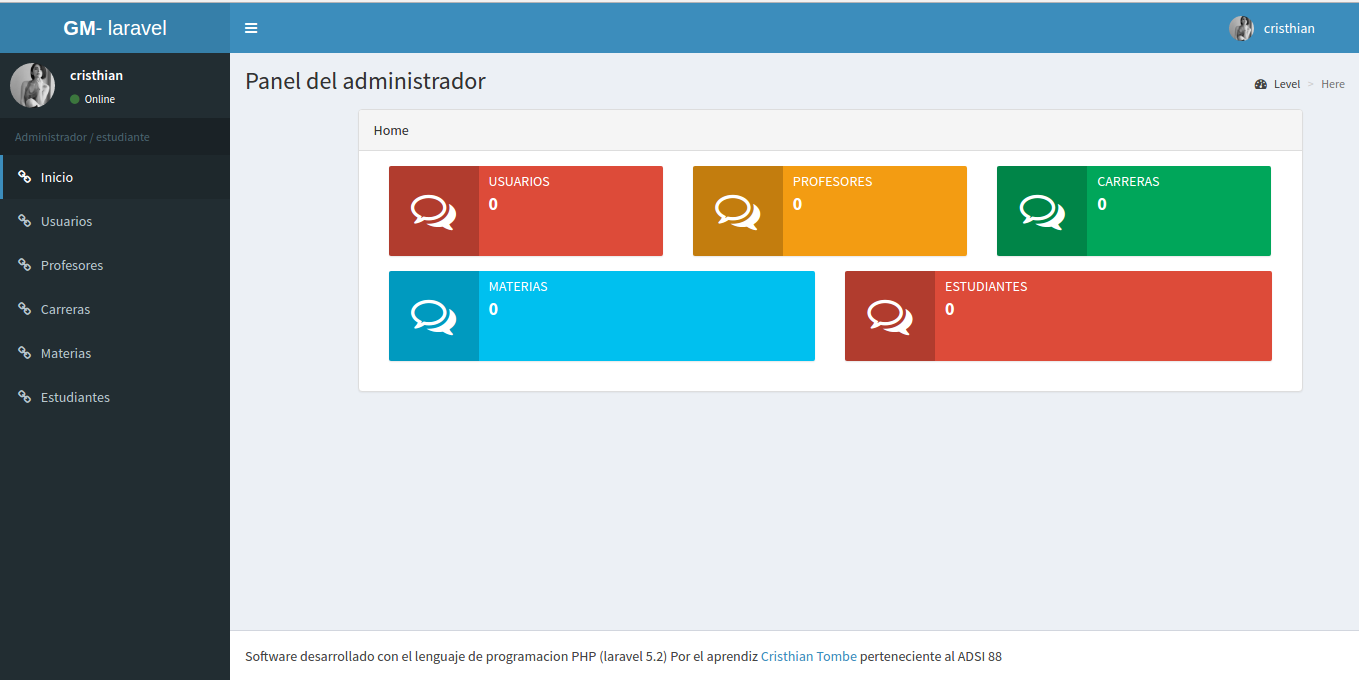 GM- laravel
cristhian
cristhian
Online
Panel del administrador
Level > Here
Administrador / estudiante
Inicio
Usuarios
Profesores
Carreras
Materias
Estudiantes
Home
USUARIOS
0
PROFESORES
0
CARRERAS
0
MATERIAS
0
ESTUDIANTES
0
Software desarrollado con el lenguaje de programacion PHP (laravel 5.2) Por el aprendiz Cristhian Tombe perteneciente al ADSI 88